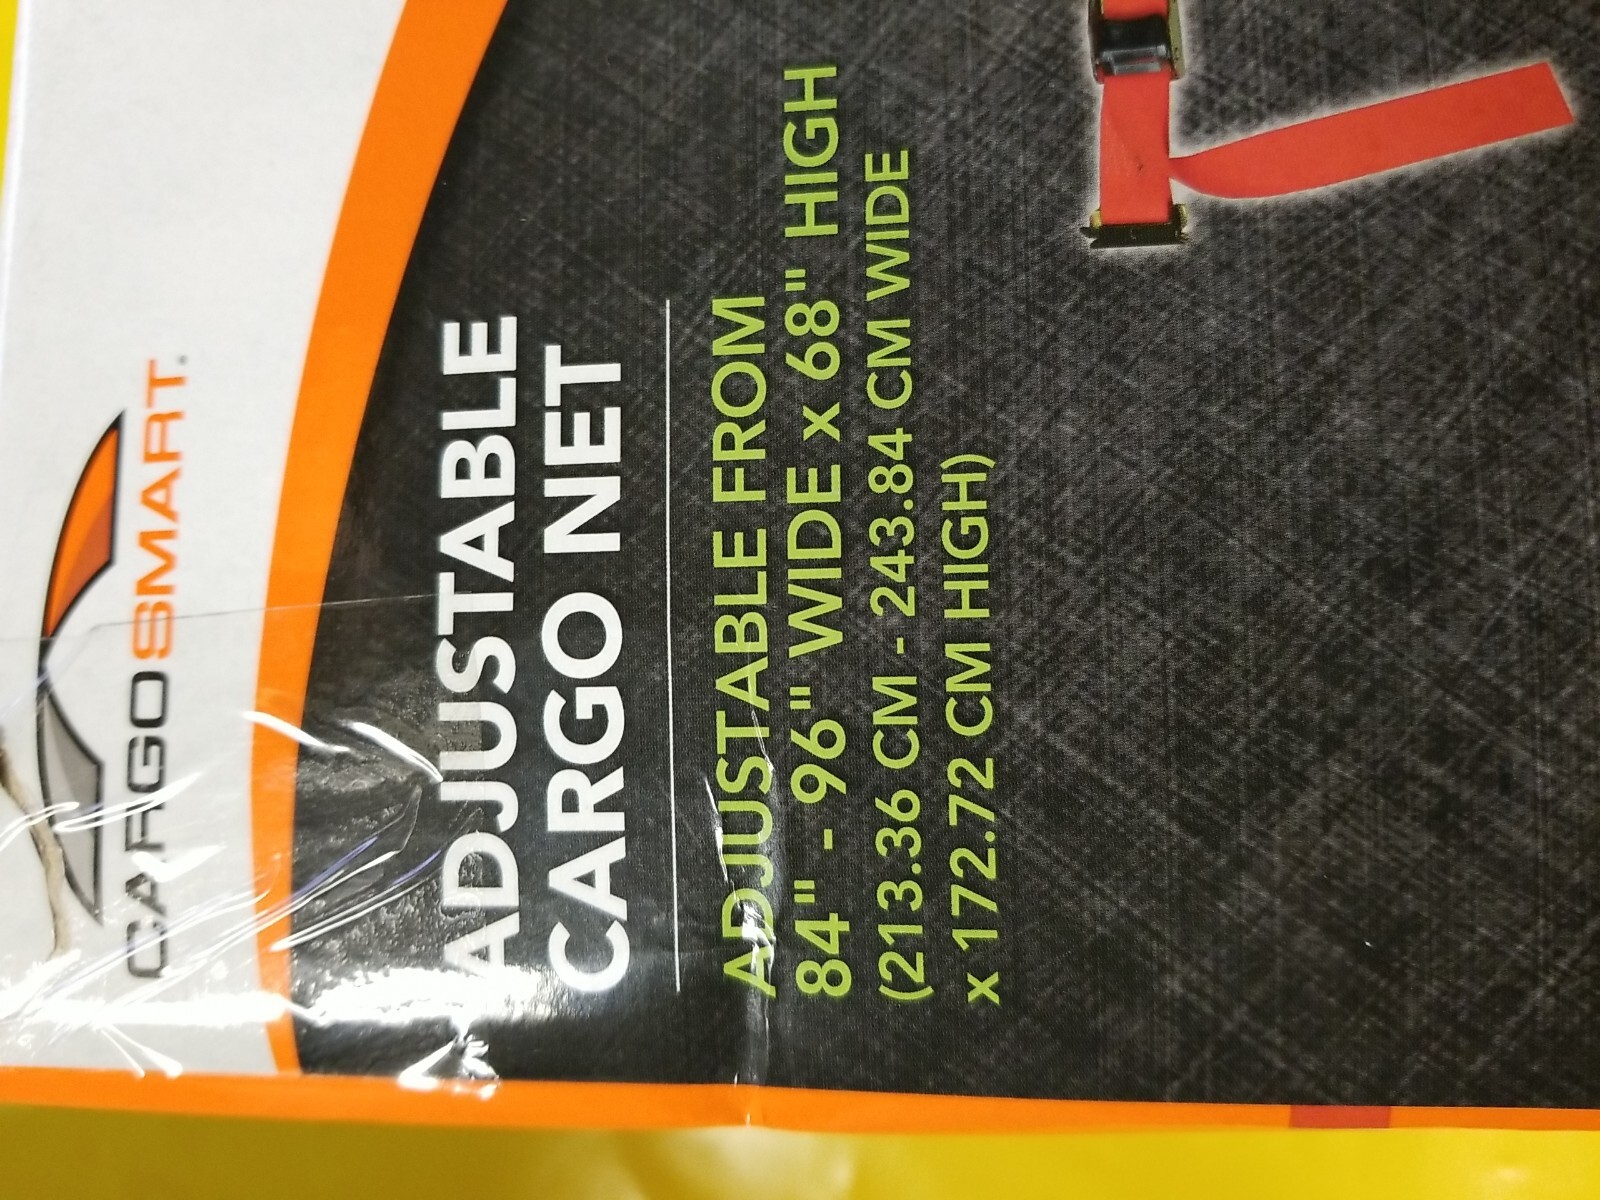 CARGOSMART.
ADJUSTABLE
CARGO NET
ADJUSTABLE FROM
84" - 96" WIDE x 68" HIGH
(213.36 CM - 243.84 CM WIDE
x 172.72 CM HIGH)